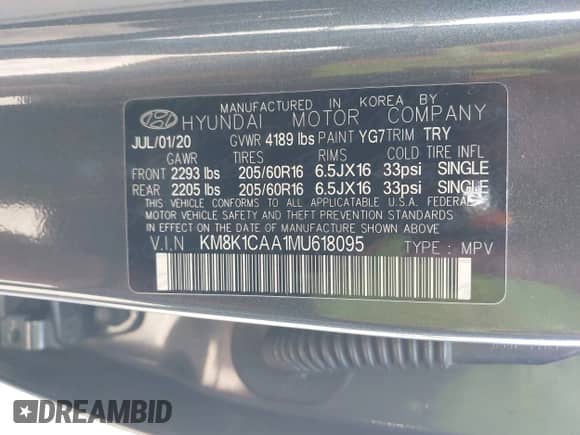 MANUFACTURED IN KOREA BY
HYUNDAI MOTOR COMPANY
JUL/01/20 GVWR 4189 lbs PAINT YG7 TRIM TRY
GAWR TIRES RIMS COLD TIRE INFL
FRONT 2293 lbs 205/60R16 6.5JX16 33psi SINGLE
REAR 2205 lbs 205/60R16 6.5JX16 33psi SINGLE
THIS VEHICLE CONFORMS TO ALL APPLICABLE U.S.A. FEDERAL
MOTOR VEHICLE SAFETY AND THEFT PREVENTION STANDARDS
IN EFFECT ON THE DATE OF MANUFACTURE SHOWN ABOVE.
V.I.N KM8K1CAA1MU618095 TYPE : MPV
DREAMBID